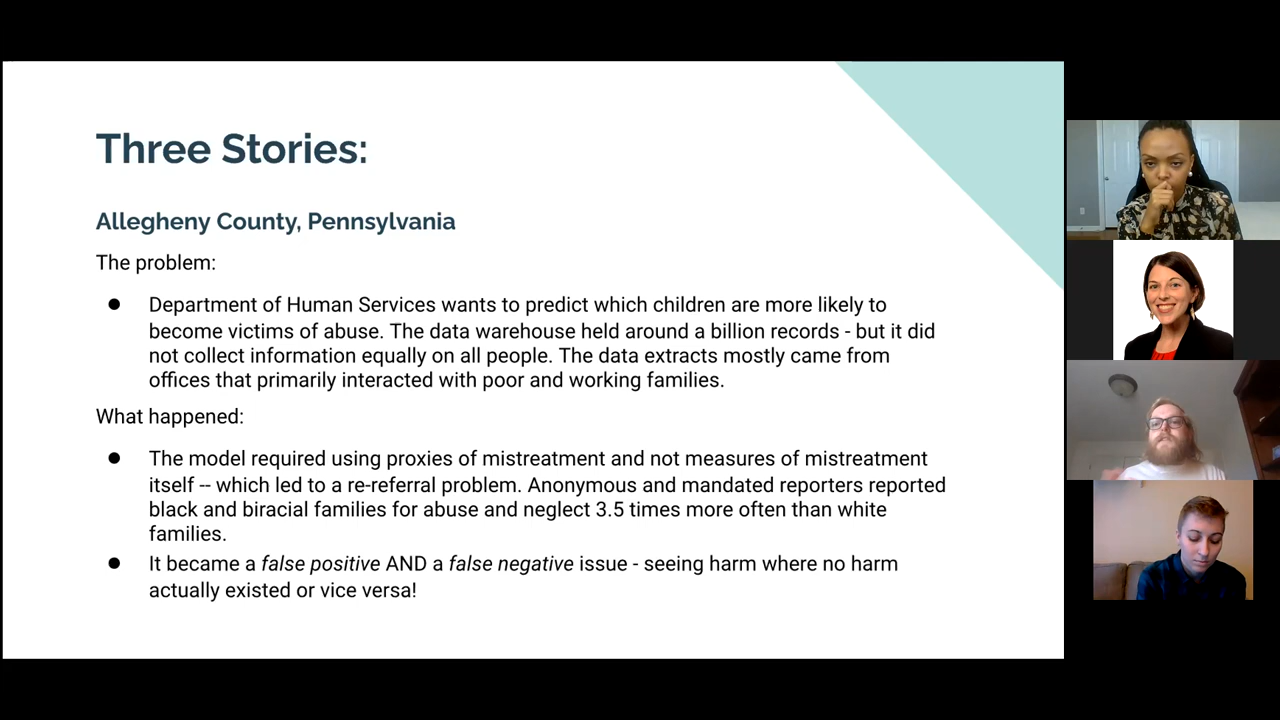 Three Stories:
Allegheny County, Pennsylvania
The problem:
● Department of Human Services wants to predict which children are more likely to
become victims of abuse. The data warehouse held around a billion records - but it did
not collect information equally on all people. The data extracts mostly came from
offices that primarily interacted with poor and working families.
What happened:
● The model required using proxies of mistreatment and not measures of mistreatment
itself -- which led to a re-referral problem. Anonymous and mandated reporters reported
black and biracial families for abuse and neglect 3.5 times more often than white
families.
● It became a false positive AND a false negative issue - seeing harm where no harm
actually existed or vice versa!